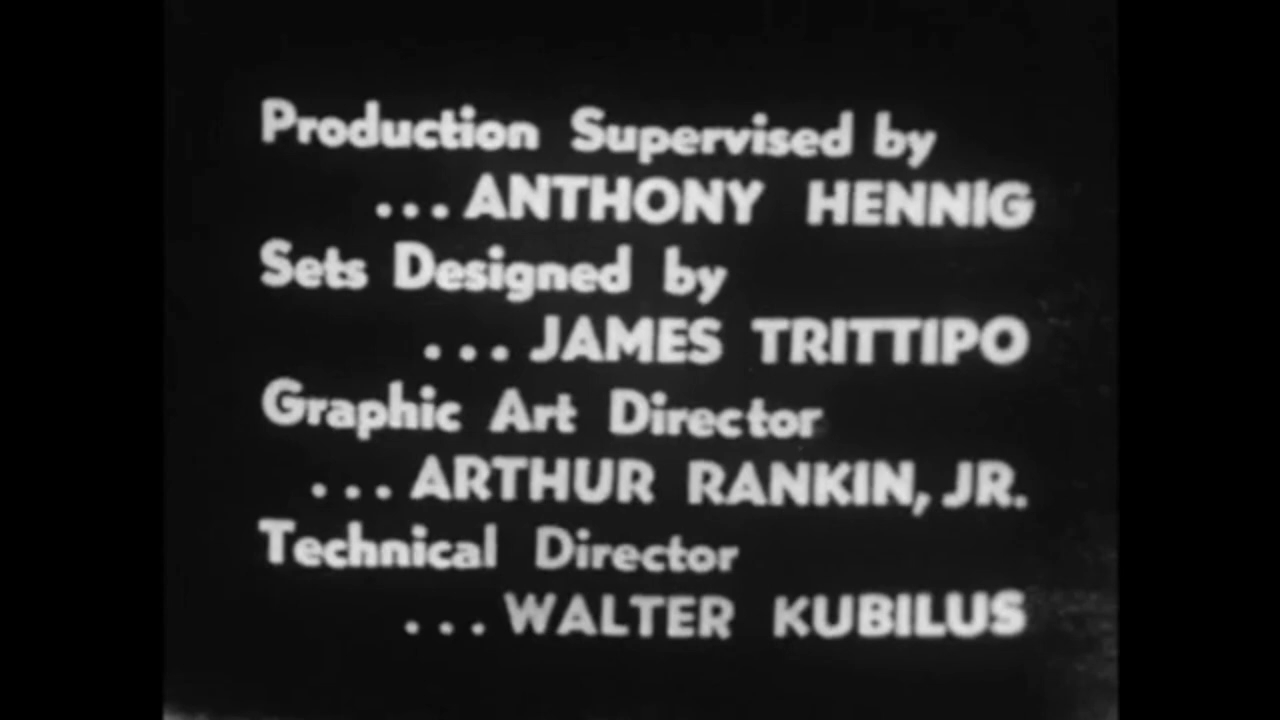 Production Supervised by
...ANTHONY HENNIG
Sets Designed by
...JAMES TRITTIPO
Graphic Art Director
...ARTHUR RANKIN, JR.
Technical Director
...WALTER KUBILUS